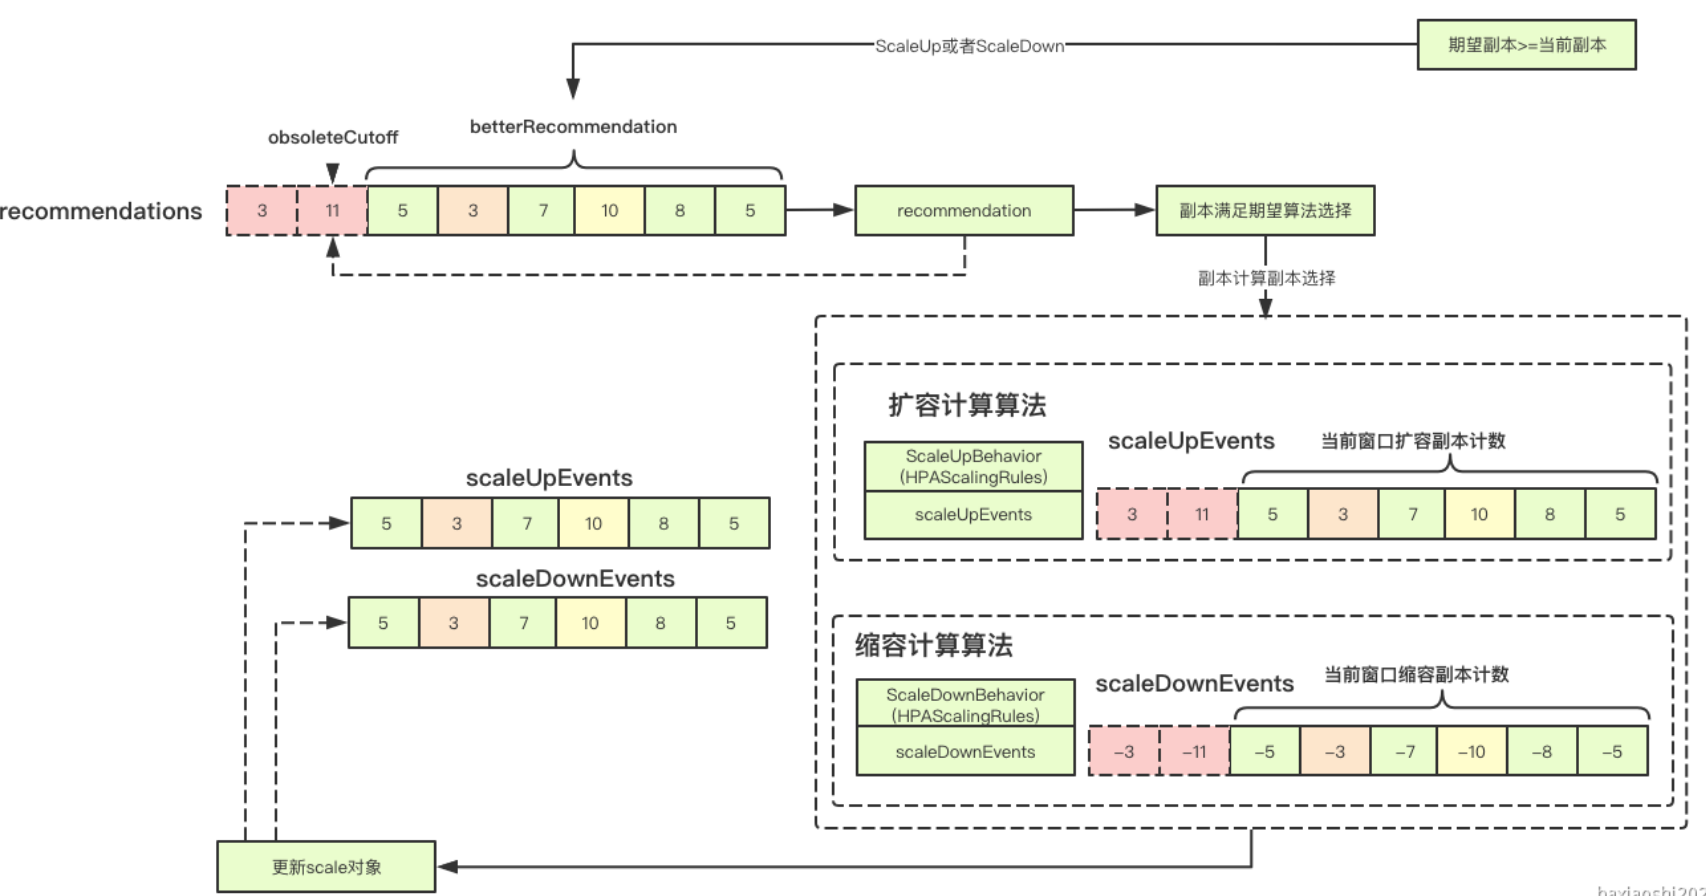 期望副本>=当前副本
ScaleUp或者ScaleDown
obsoleteCutoff
betterRecommendation
recommendations
3 11 5 3 7 10 8 5
recommendation
副本满足期望算法选择
副本计算副本选择
扩容计算算法
ScaleUpBehavior
(HPAScalingRules)
scaleUpEvents
scaleUpEvents
当前窗口扩容副本计数
3 11 5 3 7 10 8 5
scaleUpEvents
5 3 7 10 8 5
scaleDownEvents
5 3 7 10 8 5
缩容计算算法
ScaleDownBehavior
(HPAScalingRules)
scaleDownEvents
scaleDownEvents
当前窗口缩容副本计数
−3 −11 −5 −3 −7 −10 −8 −5
更新scale对象